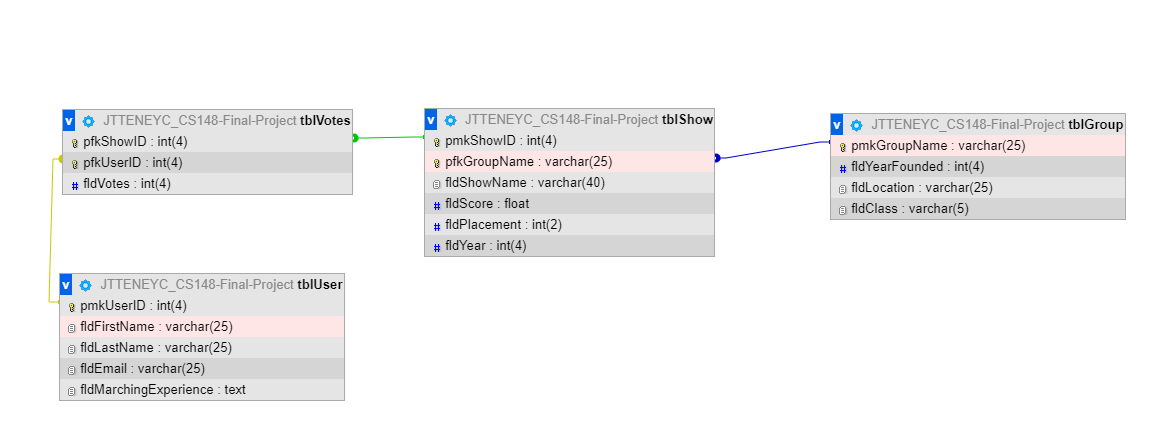 v JTTENEYC_CS148-Final-Project tblVotes
pfkShowID : int(4)
pfkUserID : int(4)
# fldVotes : int(4)
v JTTENEYC_CS148-Final-Project tblShow
pmkShowID : int(4)
pfkGroupName : varchar(25)
fldShowName : varchar(40)
# fldScore : float
# fldPlacement : int(2)
# fldYear : int(4)
v JTTENEYC_CS148-Final-Project tblGroup
pmkGroupName : varchar(25)
# fldYearFounded : int(4)
fldLocation : varchar(25)
fldClass : varchar(5)
v JTTENEYC_CS148-Final-Project tblUser
pmkUserID : int(4)
fldFirstName : varchar(25)
fldLastName : varchar(25)
fldEmail : varchar(25)
fldMarchingExperience : text